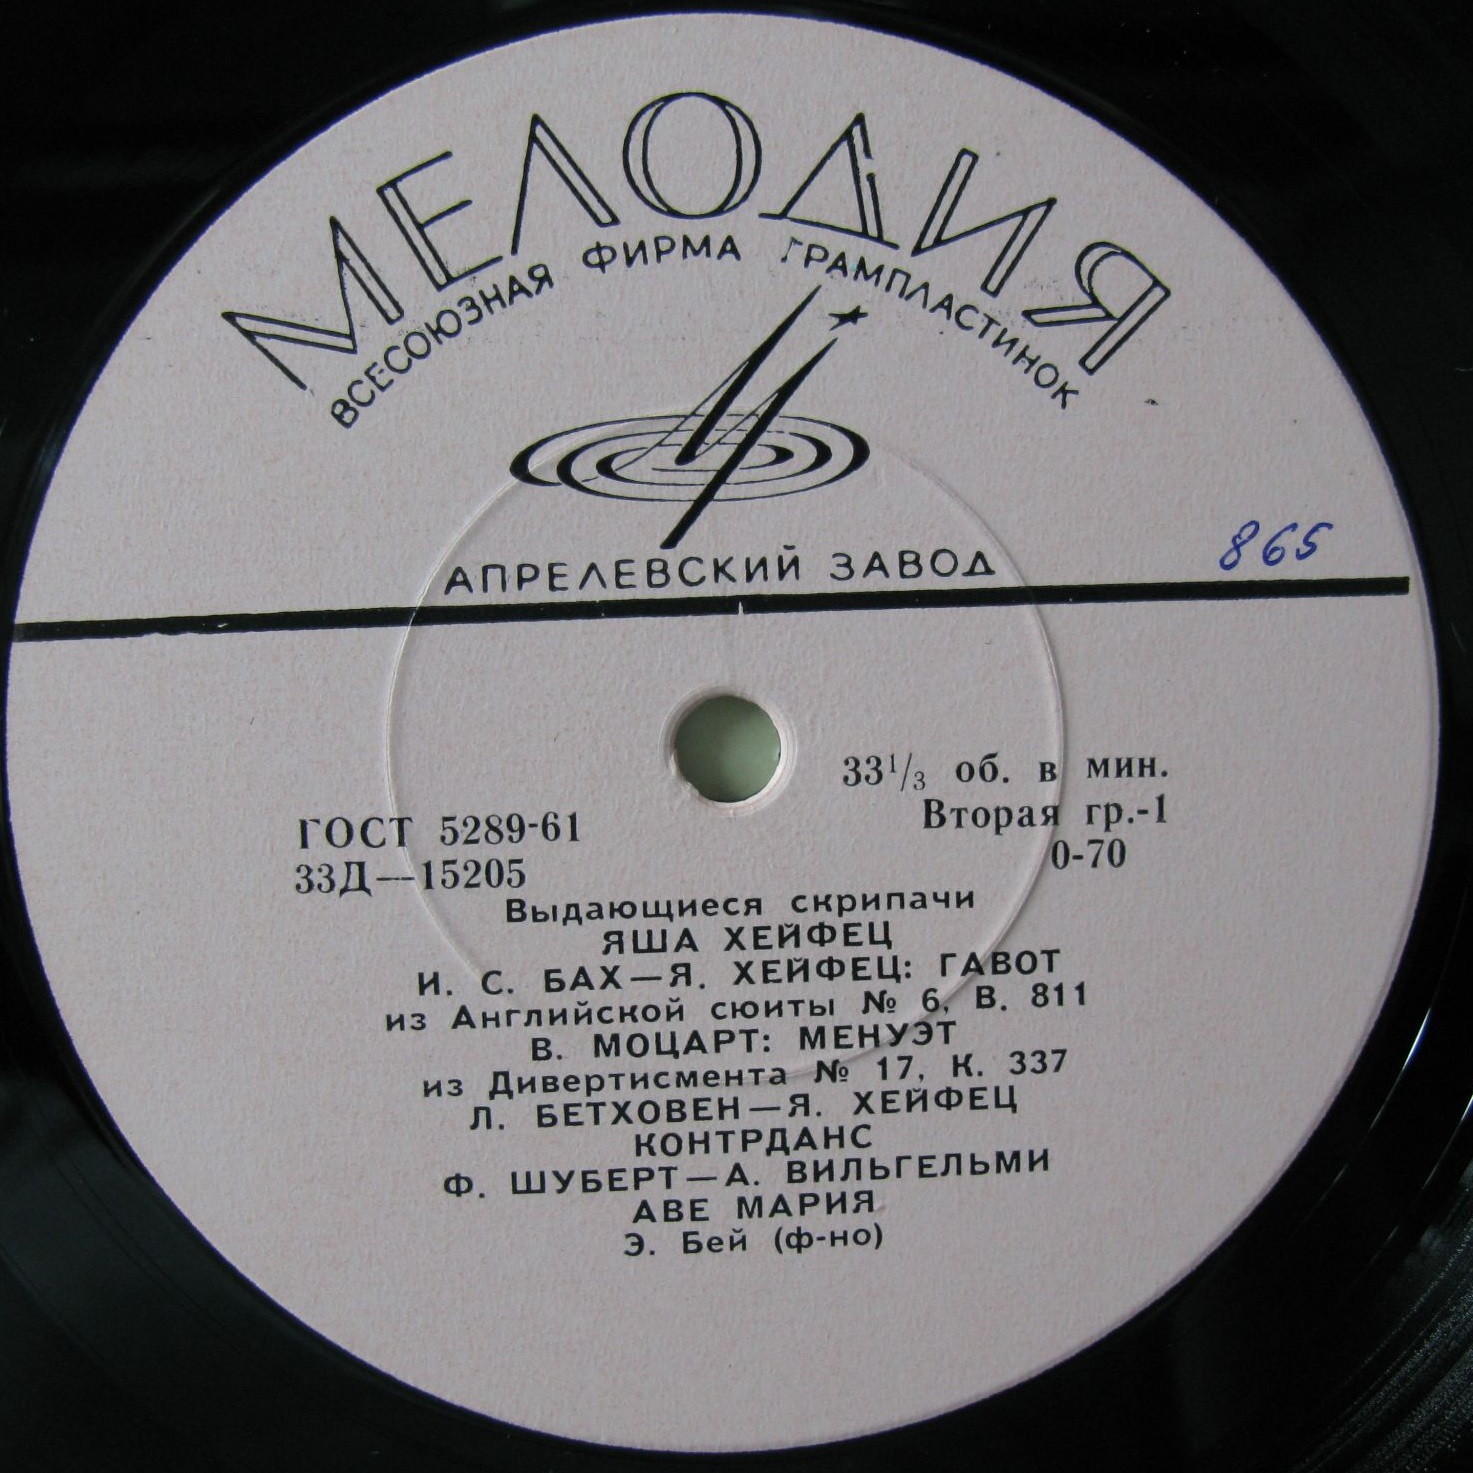 МЕЛОДИЯ
ВСЕСОЮЗНАЯ ФИРМА ГРАМПЛАСТИНОК
АПРЕЛЕВСКИЙ ЗАВОД
865
33 1/3 об. в мин.
ГОСТ 5289-61
Вторая гр.-1
33Д—15205
0-70
Выдающиеся скрипачи
ЯША ХЕЙФЕЦ
И. С. БАХ—Я. ХЕЙФЕЦ: ГАВОТ
из Английской сюиты № 6, В. 811
В. МОЦАРТ: МЕНУЭТ
из Дивертисмента № 17, К. 337
Л. БЕТХОВЕН—Я. ХЕЙФЕЦ
КОНТРДАНС
Ф. ШУБЕРТ—А. ВИЛЬГЕЛЬМИ
АВЕ МАРИЯ
Э. Бей (ф-но)